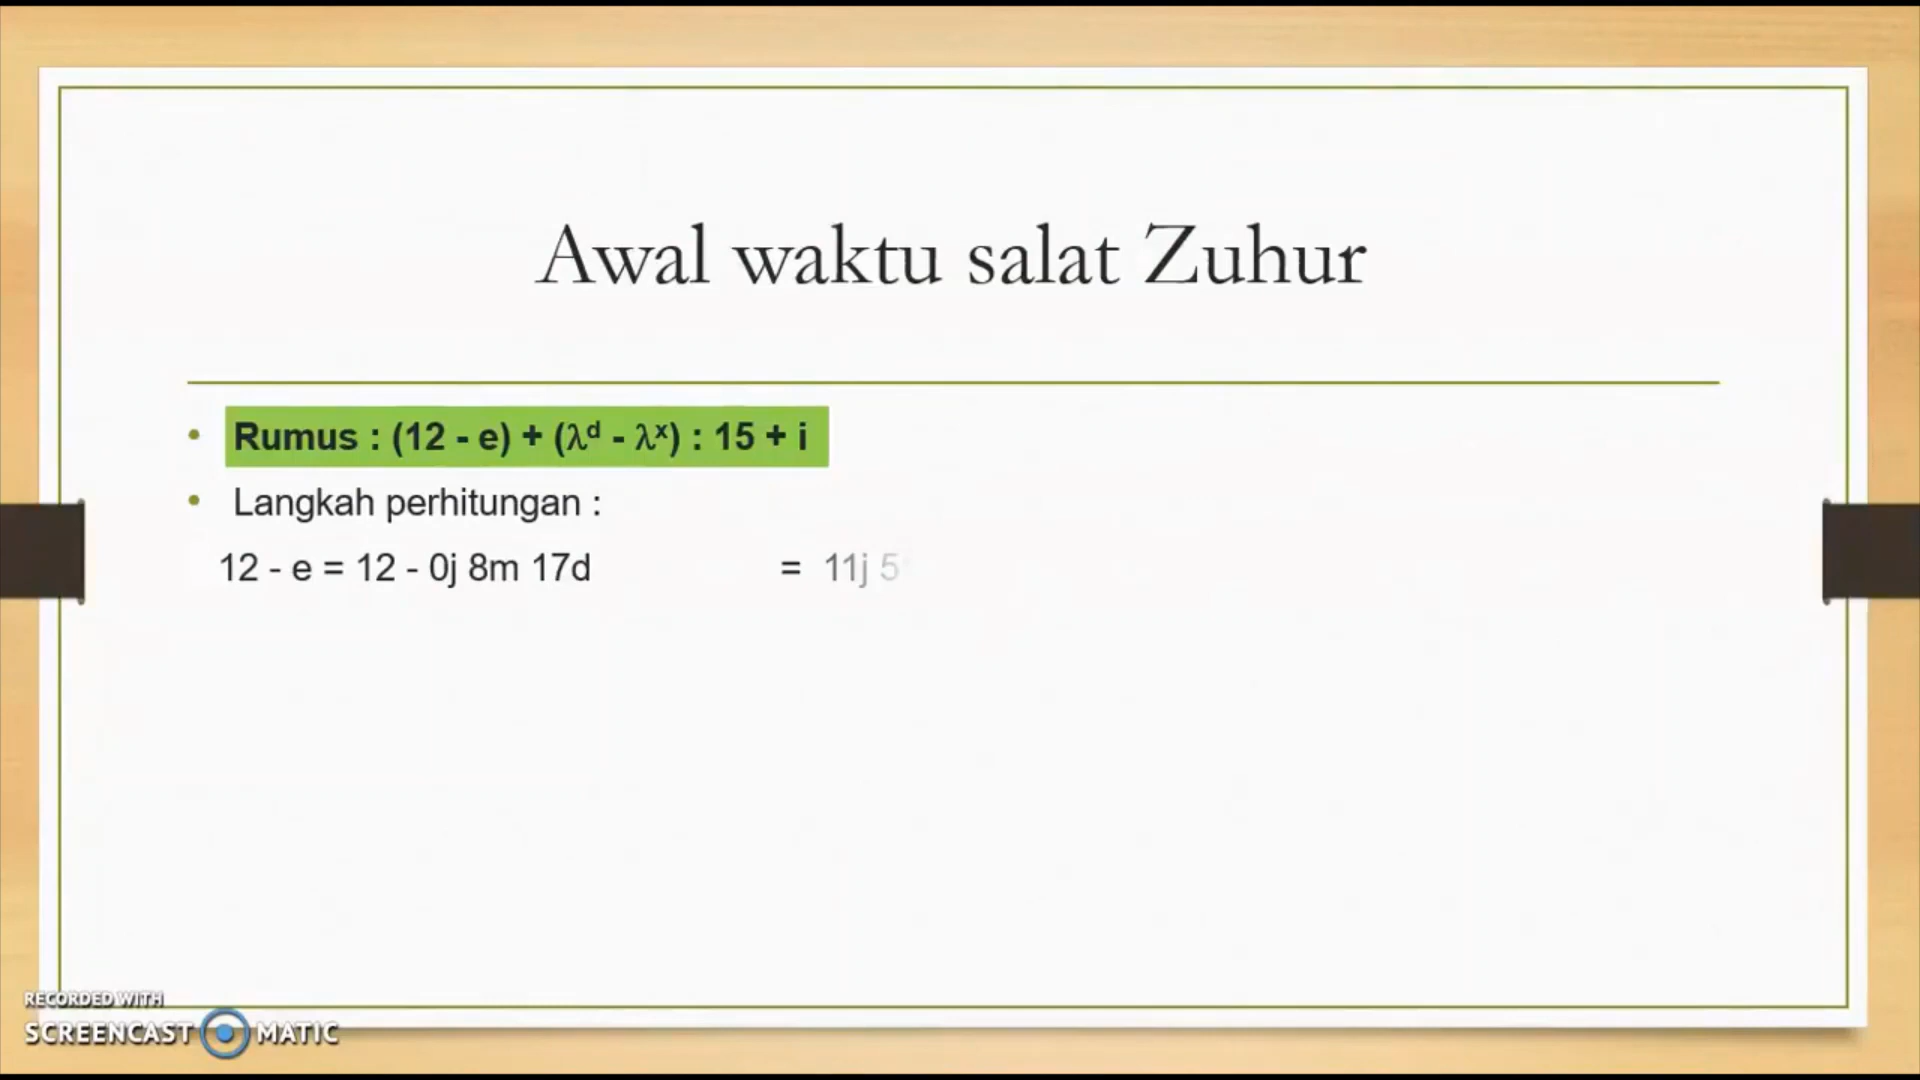 Awal waktu salat Zuhur
• Rumus : (12 - e) + (λᵈ - λˣ) : 15 + i
• Langkah perhitungan :
12 - e = 12 - 0j 8m 17d = 11j 5
RECORDED WITH
SCREENCAST MATIC